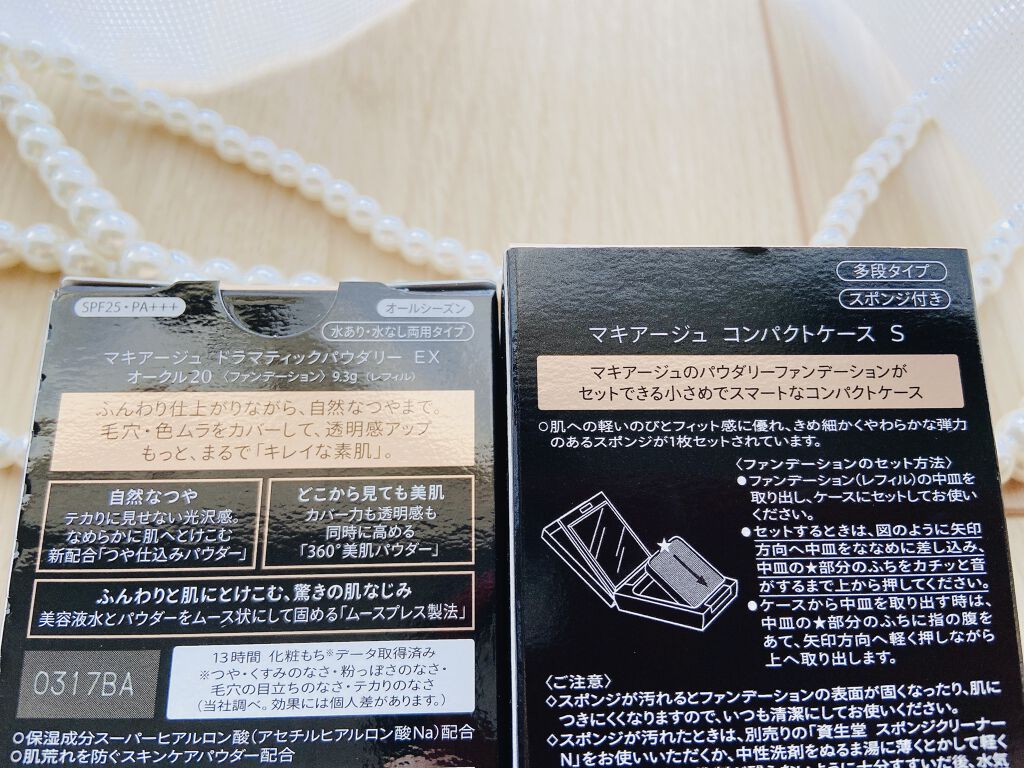 SPF25・PA+++
オールシーズン
水あり・水なし両用タイプ
マキアージュ ドラマティックパウダリー EX
オークル20 〈ファンデーション〉 9.3g (レフィル)
ふんわり仕上がりながら、自然なつやまで。
毛穴・色ムラをカバーして、透明感アップ
もっと、まるで「キレイな素肌」。
自然なつや
テカリに見せない光沢感。
なめらかに肌へとけこむ
新配合「つや仕込みパウダー」
どこから見ても美肌
カバー力も透明感も
同時に高める
「360°美肌パウダー」
ふんわりと肌にとけこむ、驚きの肌なじみ
美容液水とパウダーをムース状にして固める「ムースプレス製法」
0317BA
13時間 化粧もち※データ取得済み
※つや・くすみのなさ・粉っぽさのなさ・
毛穴の目立ちのなさ・テカリのなさ
(当社調べ。効果には個人差があります。)
○保湿成分スーパーヒアルロン酸(アセチルヒアルロン酸Na)配合
○肌荒れを防ぐスキンケアパウダー配合
多段タイプ
スポンジ付き
マキアージュ コンパクトケース S
マキアージュのパウダリーファンデーションが
セットできる小さめでスマートなコンパクトケース
○肌への軽いのびとフィット感に優れ、きめ細かくやわらかな弾力
のあるスポンジが1枚セットされています。
〈ファンデーションのセット方法〉
●ファンデーション(レフィル)の中皿を
取り出し、ケースにセットしてお使い
ください。
●セットするときは、図のように矢印
方向へ中皿をななめに差し込み、
中皿の★部分のふちをカチッと音
がするまで上から押してください。
●ケースから中皿を取り出す時は、
中皿の★部分のふちに指の腹を
あて、矢印方向へ軽く押しながら
上へ取り出します。
〈ご注意〉
◇スポンジが汚れるとファンデーションの表面が固くなったり、肌に
つきにくくなりますので、いつも清潔にしてお使いください。
◇スポンジが汚れたときは、別売りの「資生堂 スポンジクリーナー
N」をお使いいただくか、中性洗剤をぬるま湯に薄くとかして軽く